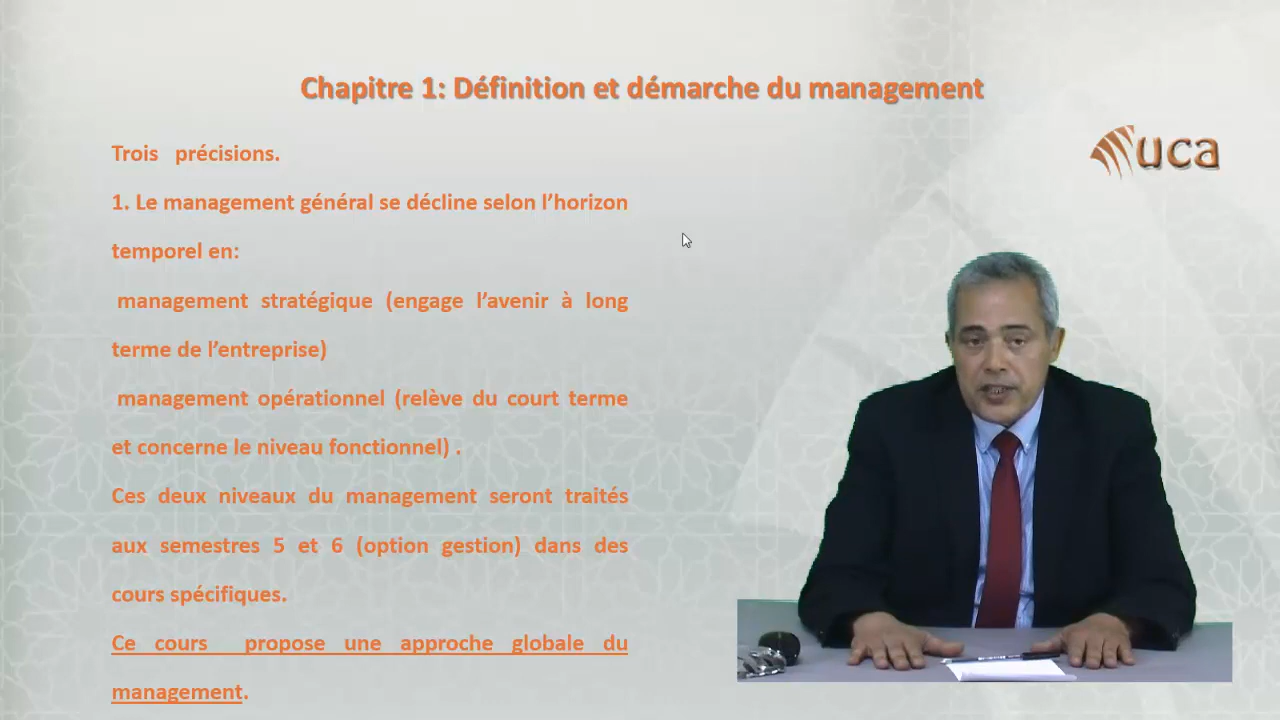 Chapitre 1: Définition et démarche du management
uca
Trois précisions.
1. Le management général se décline selon l’horizon
temporel en:
management stratégique (engage l’avenir à long
terme de l’entreprise)
management opérationnel (relève du court terme
et concerne le niveau fonctionnel) .
Ces deux niveaux du management seront traités
aux semestres 5 et 6 (option gestion) dans des
cours spécifiques.
Ce cours propose une approche globale du
management.